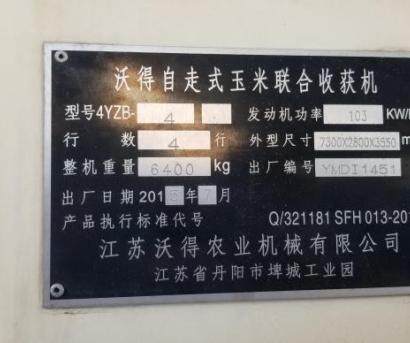 沃得自走式玉米联合收获机
型号4YZB- 4 发动机功率 103 KW/
行数 4 行 外型尺寸 7300X2800X3550 m
整机重量 6400 kg 出厂编号 YMDI1451
出厂日期 201 年 月
产品执行标准代号 Q/321181 SFH 013-201
江苏沃得农业机械有限公司
江苏省丹阳市埤城工业园